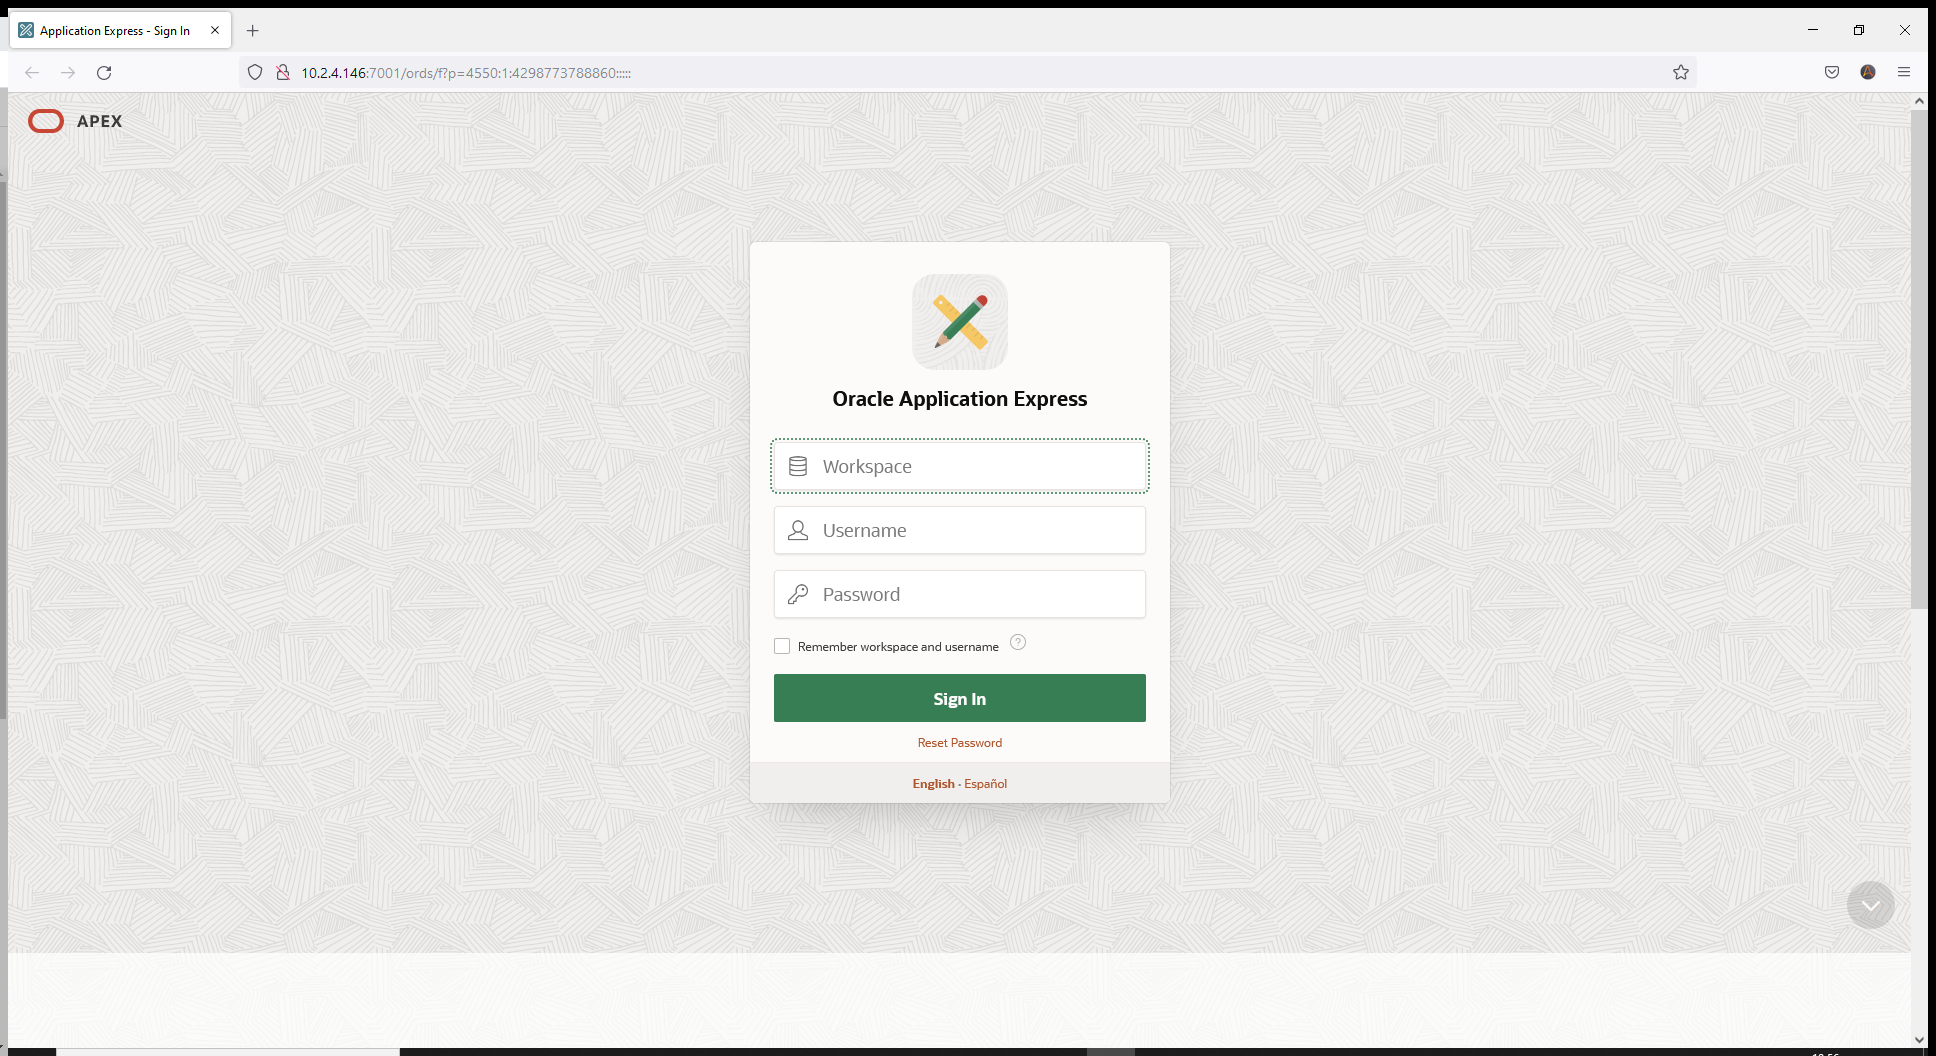 Application Express - Sign In
10.2.4.146:7001/ords/f?p=4550:1:4298773788860:::::
APEX
Oracle Application Express
Workspace
Username
Password
Remember workspace and username ?
Sign In
Reset Password
English - Español